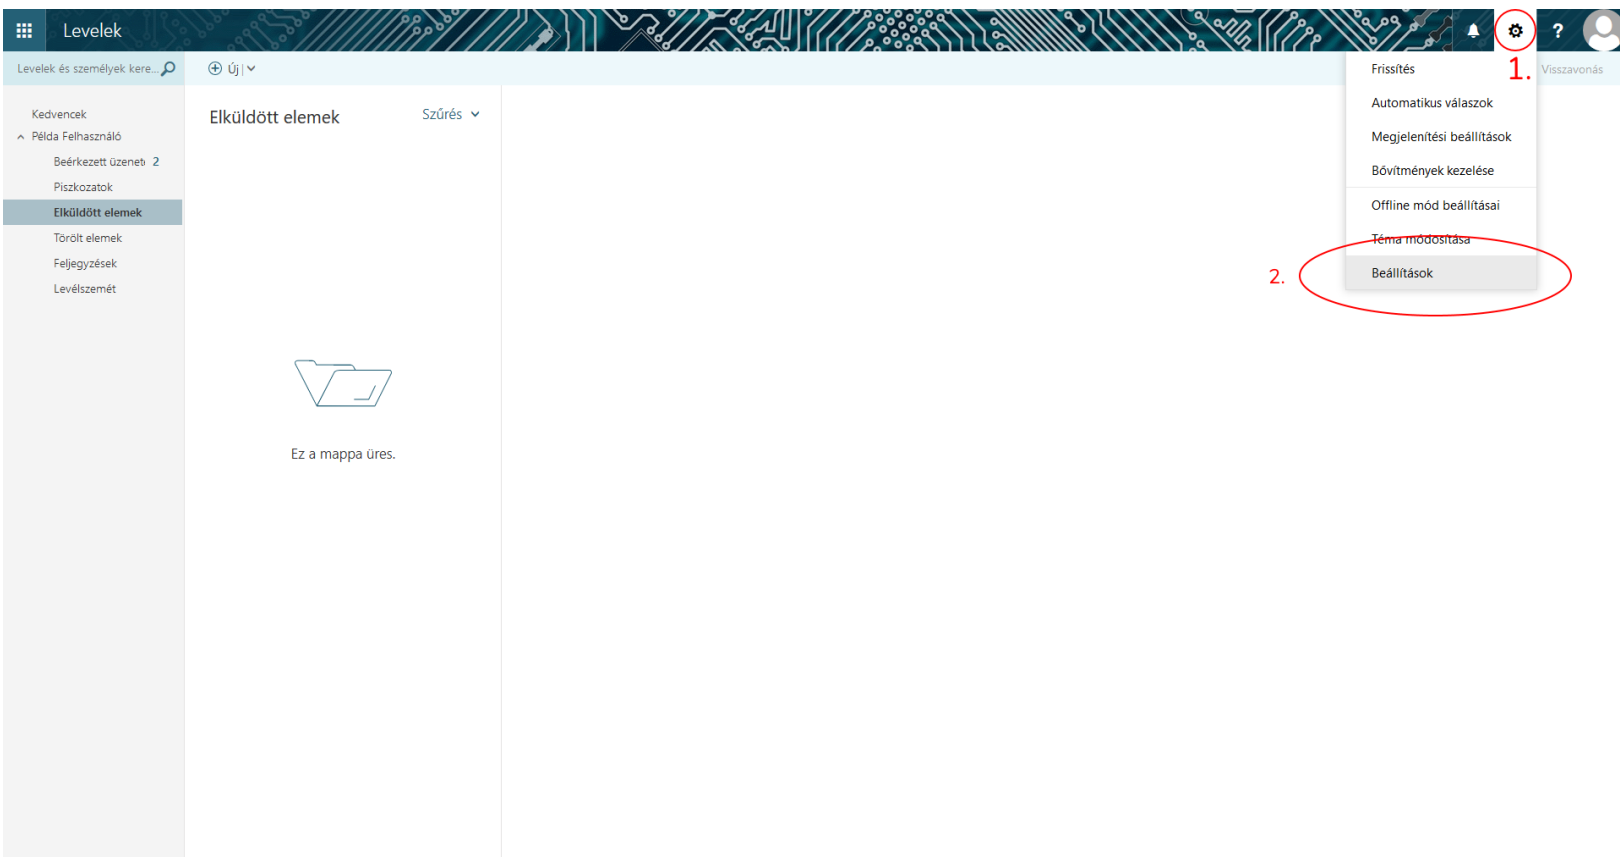 Levelek
?
1.
Levelek és személyek kere...
Új
Visszavonás
Kedvencek
Példa Felhasználó
Beérkezett üzenet 2
Piszkozatok
Elküldött elemek
Törölt elemek
Feljegyzések
Levélszemét
Elküldött elemek
Szűrés
Ez a mappa üres.
Frissítés
Automatikus válaszok
Megjelenítési beállítások
Bővítmények kezelése
Offline mód beállításai
Téma módosítása
2.
Beállítások